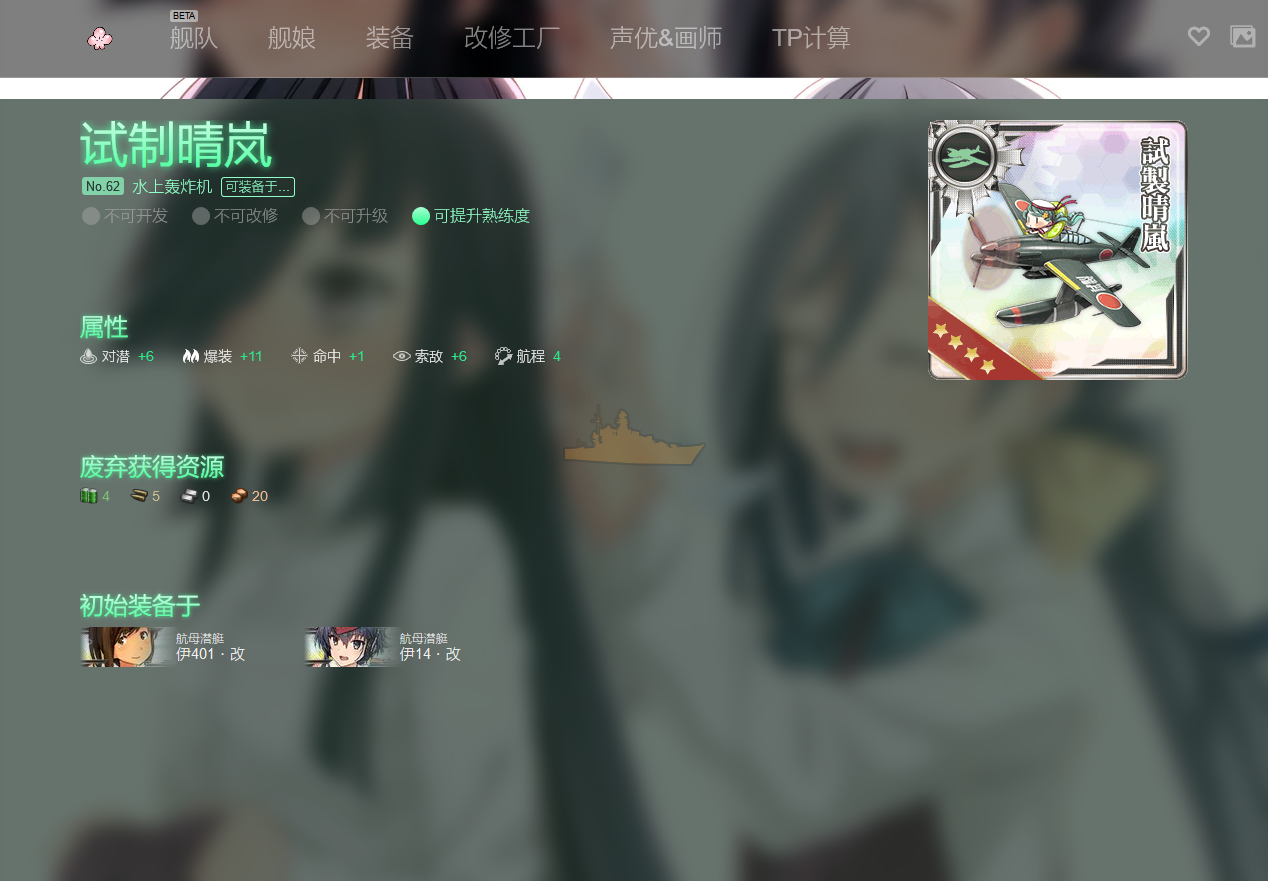 BETA
舰队 舰娘 装备 改修工厂 声优&画师 TP计算
试制晴岚
No.62 水上轰炸机 可装备于...
不可开发 不可改修 不可升级 可提升熟练度
試製晴嵐
属性
对潜 +6 爆装 +11 命中 +1 索敌 +6 航程 4
废弃获得资源
4 5 0 20
初始装备于
航母潜艇 航母潜艇
伊401・改 伊14・改